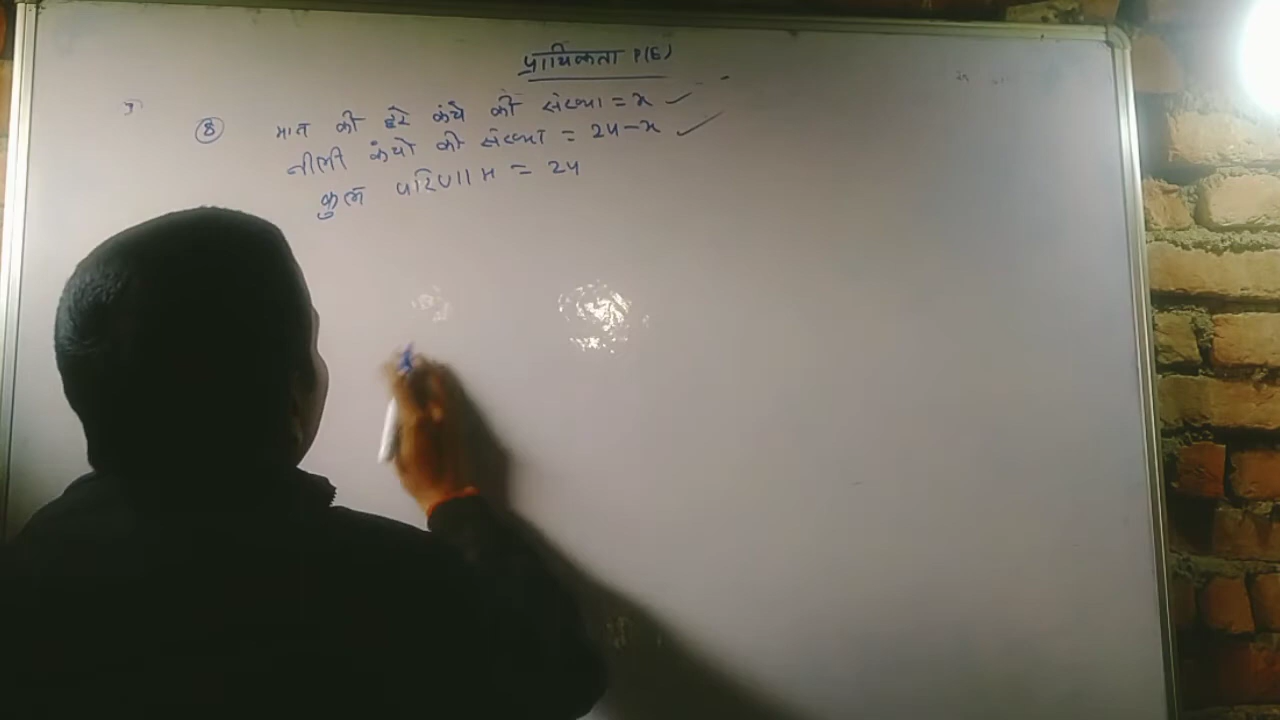 प्रायिकता P(E)
⑧ माना की हरे कंचे की संख्या = x ✓
नीली कंचो की संख्या = 24-x ✓
कुल परिणाम = 24